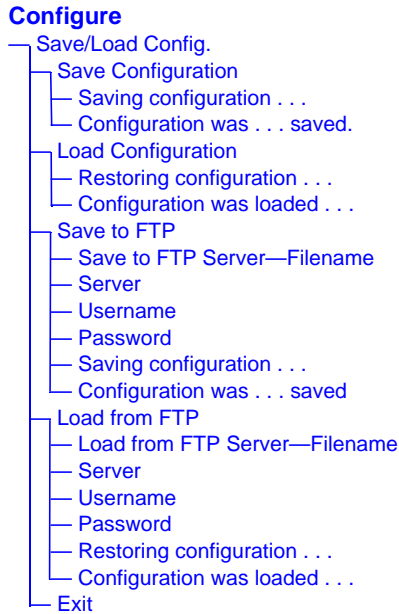 Configure
Save/Load Config.
Save Configuration
Saving configuration . . .
Configuration was . . . saved.
Load Configuration
Restoring configuration . . .
Configuration was loaded . . .
Save to FTP
Save to FTP Server—Filename
Server
Username
Password
Saving configuration . . .
Configuration was . . . saved
Load from FTP
Load from FTP Server—Filename
Server
Username
Password
Restoring configuration . . .
Configuration was loaded . . .
Exit